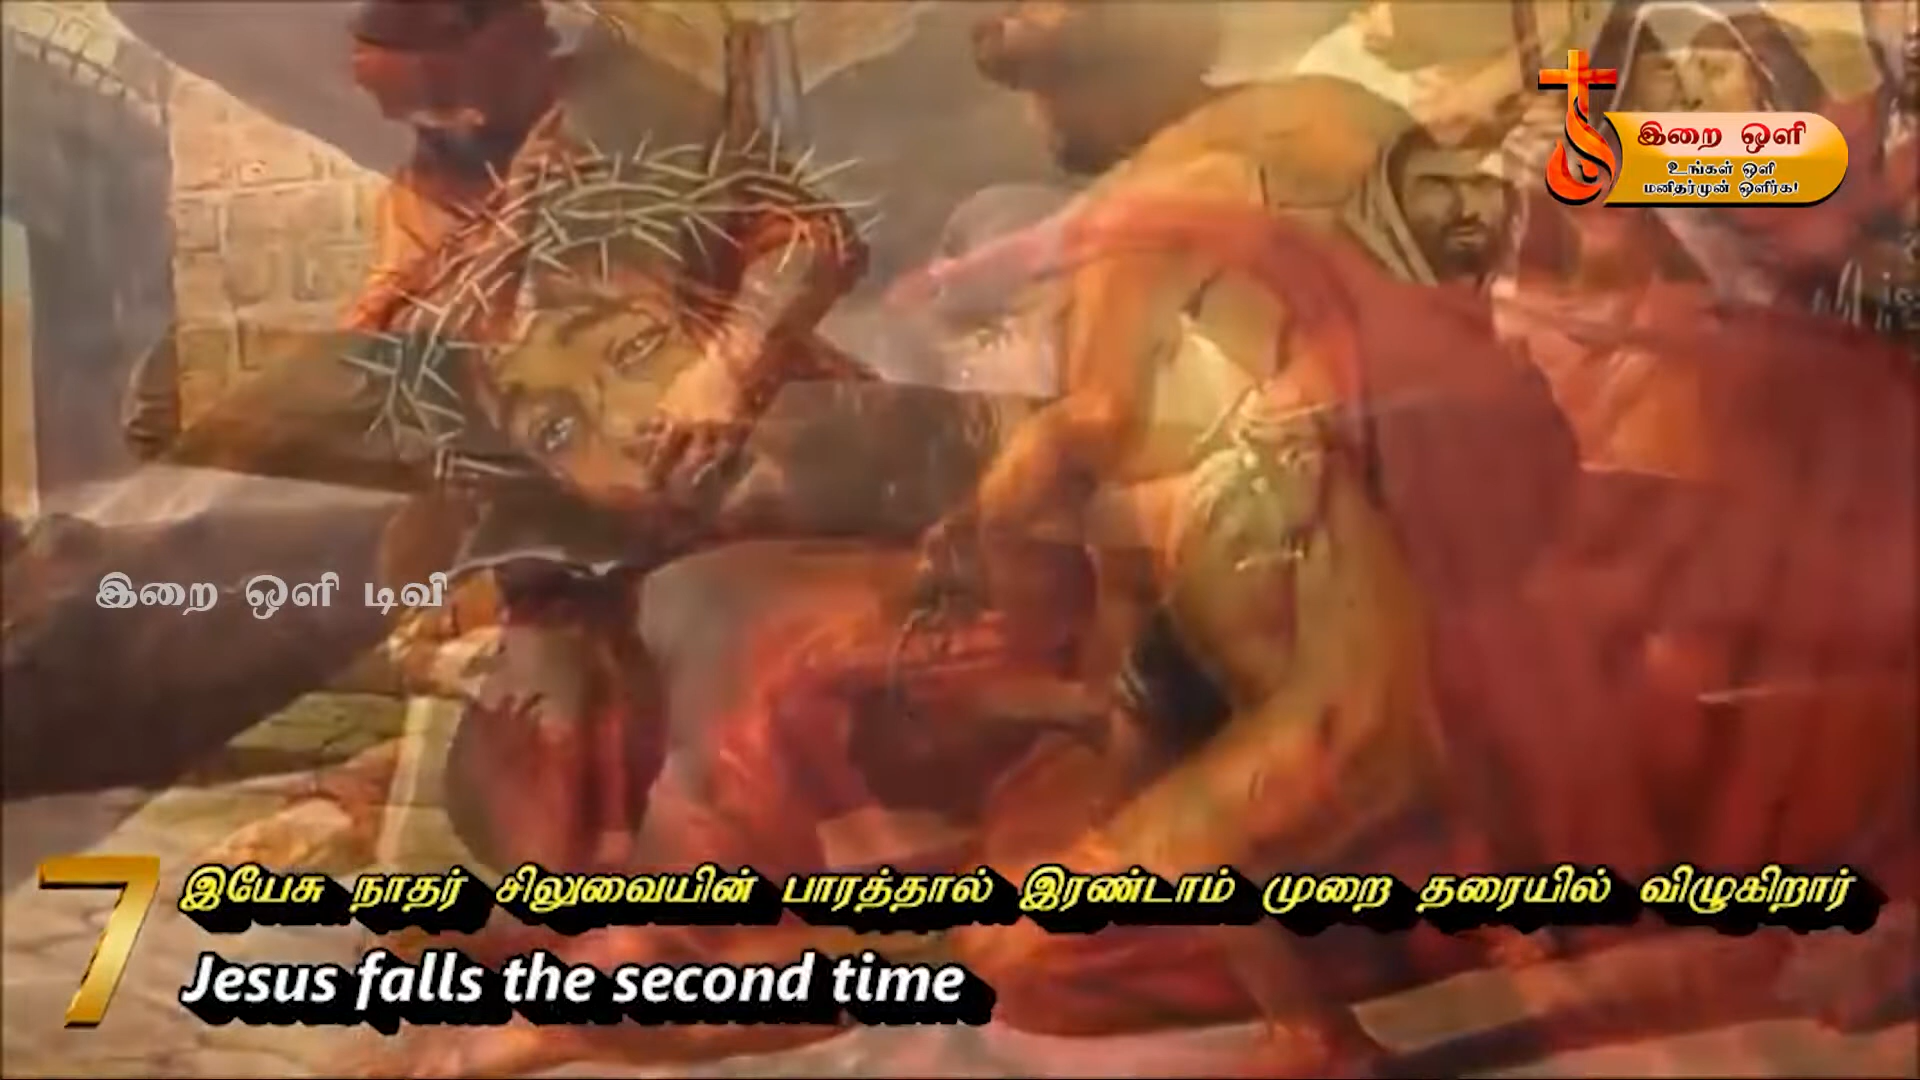 இறை ஒளி
உங்கள் ஒளி
மனிதர்முன் ஒளிர்க!
இறை ஒளி டிவி
7
இயேசு நாதர் சிலுவையின் பாரத்தால் இரண்டாம் முறை தரையில் விழுகிறார்
Jesus falls the second time